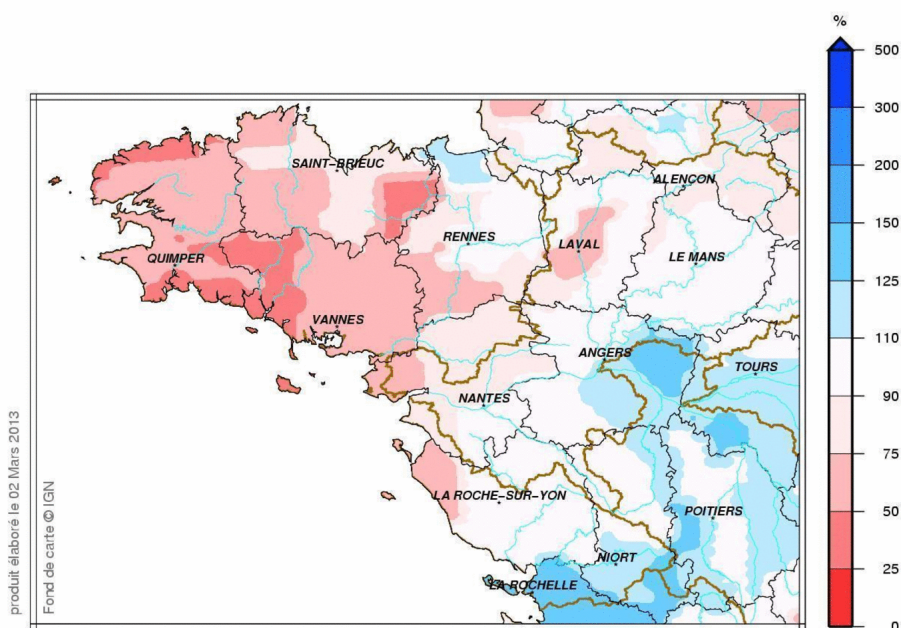 %
500
300
200
150
125
110
90
75
50
25
0
SAINT-BRIEUC
ALENÇON
RENNES
LAVAL
LE MANS
QUIMPER
VANNES
ANGERS
TOURS
NANTES
LA ROCHE-SUR-YON
POITIERS
NIORT
LA ROCHELLE
produit élaboré le 02 Mars 2013
Fond de carte © IGN